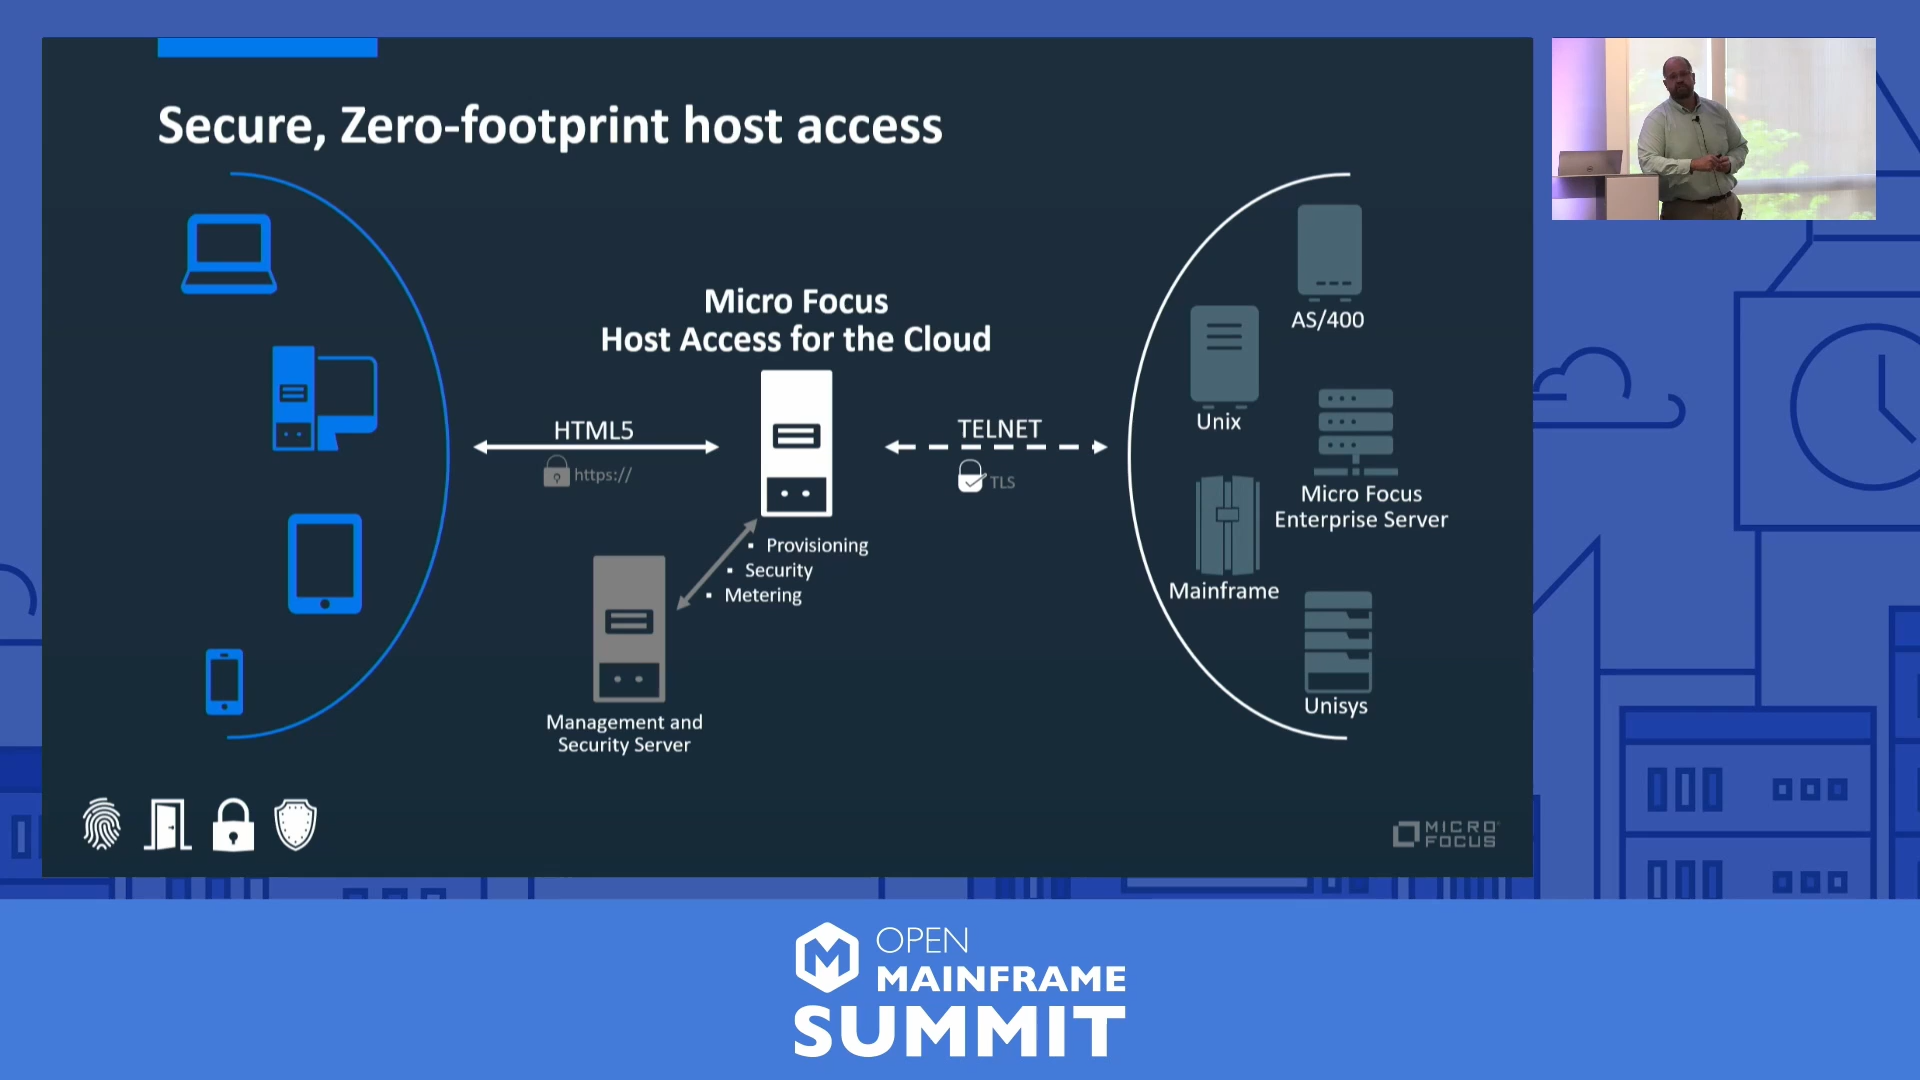 Secure, Zero-footprint host access
Micro Focus
Host Access for the Cloud
HTML5
https://
TELNET
TLS
▪ Provisioning
▪ Security
▪ Metering
Management and
Security Server
AS/400
Unix
Micro Focus
Enterprise Server
Mainframe
Unisys
MICRO
FOCUS
OPEN
MAINFRAME
SUMMIT